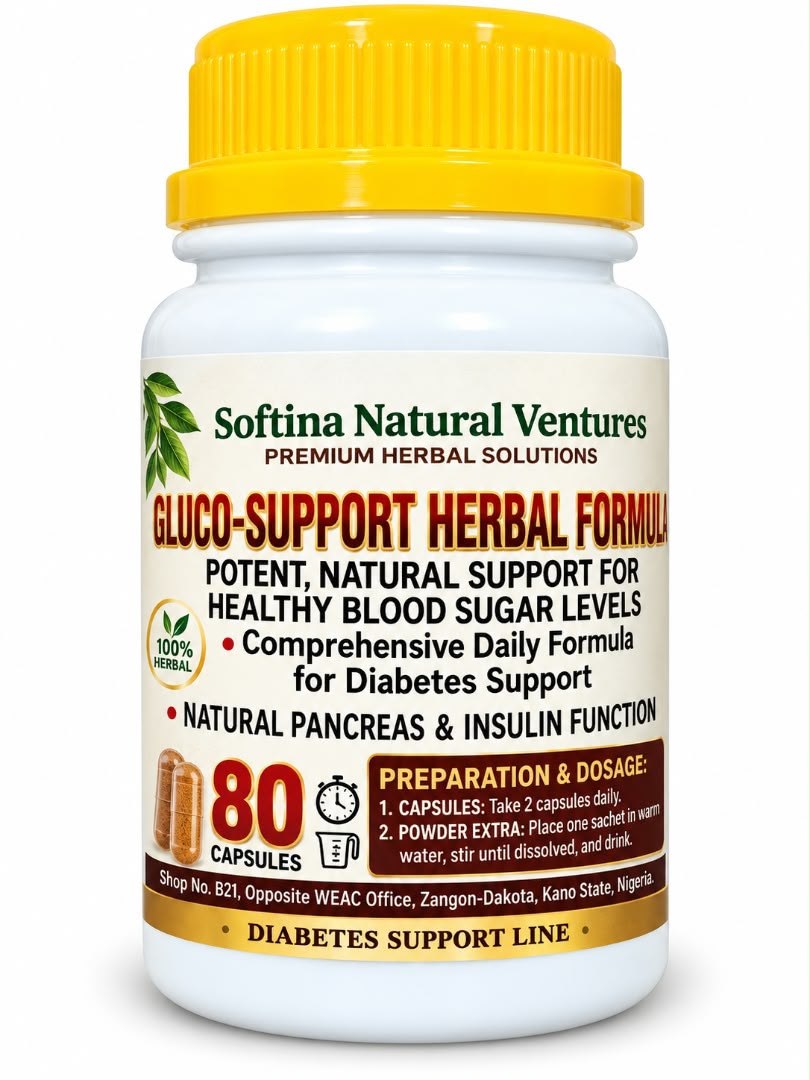 Softina Natural Ventures
PREMIUM HERBAL SOLUTIONS
GLUCO-SUPPORT HERBAL FORMULA
POTENT, NATURAL SUPPORT FOR
HEALTHY BLOOD SUGAR LEVELS
100%
HERBAL
• Comprehensive Daily Formula
for Diabetes Support
• NATURAL PANCREAS & INSULIN FUNCTION
80
CAPSULES
PREPARATION & DOSAGE:
1. CAPSULES: Take 2 capsules daily.
2. POWDER EXTRA: Place one sachet in warm
water, stir until dissolved, and drink.
Shop No. B21, Opposite WEAC Office, Zangon-Dakota, Kano State, Nigeria.
• DIABETES SUPPORT LINE •